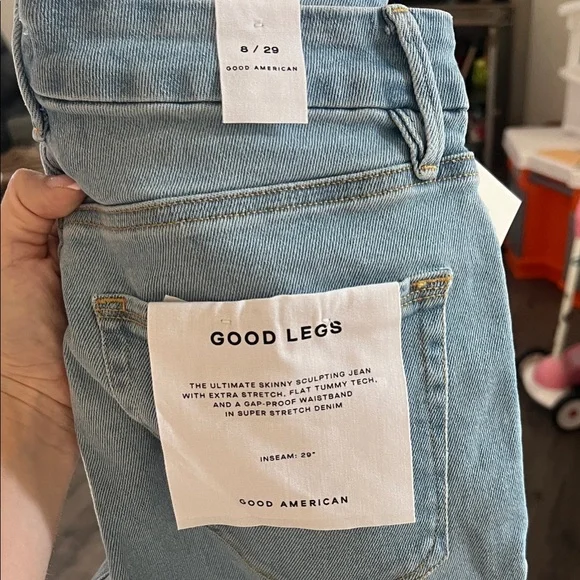 8 / 29
GOOD AMERICAN
GOOD LEGS
THE ULTIMATE SKINNY SCULPTING JEAN
WITH EXTRA STRETCH, FLAT TUMMY TECH,
AND A GAP-PROOF WAISTBAND
IN SUPER STRETCH DENIM
INSEAM: 29"
GOOD AMERICAN